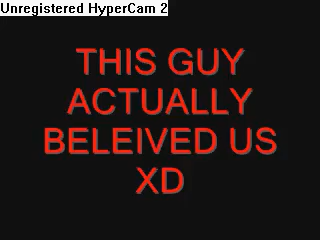 Unregistered HyperCam 2
THIS GUY
ACTUALLY
BELEIVED US
XD